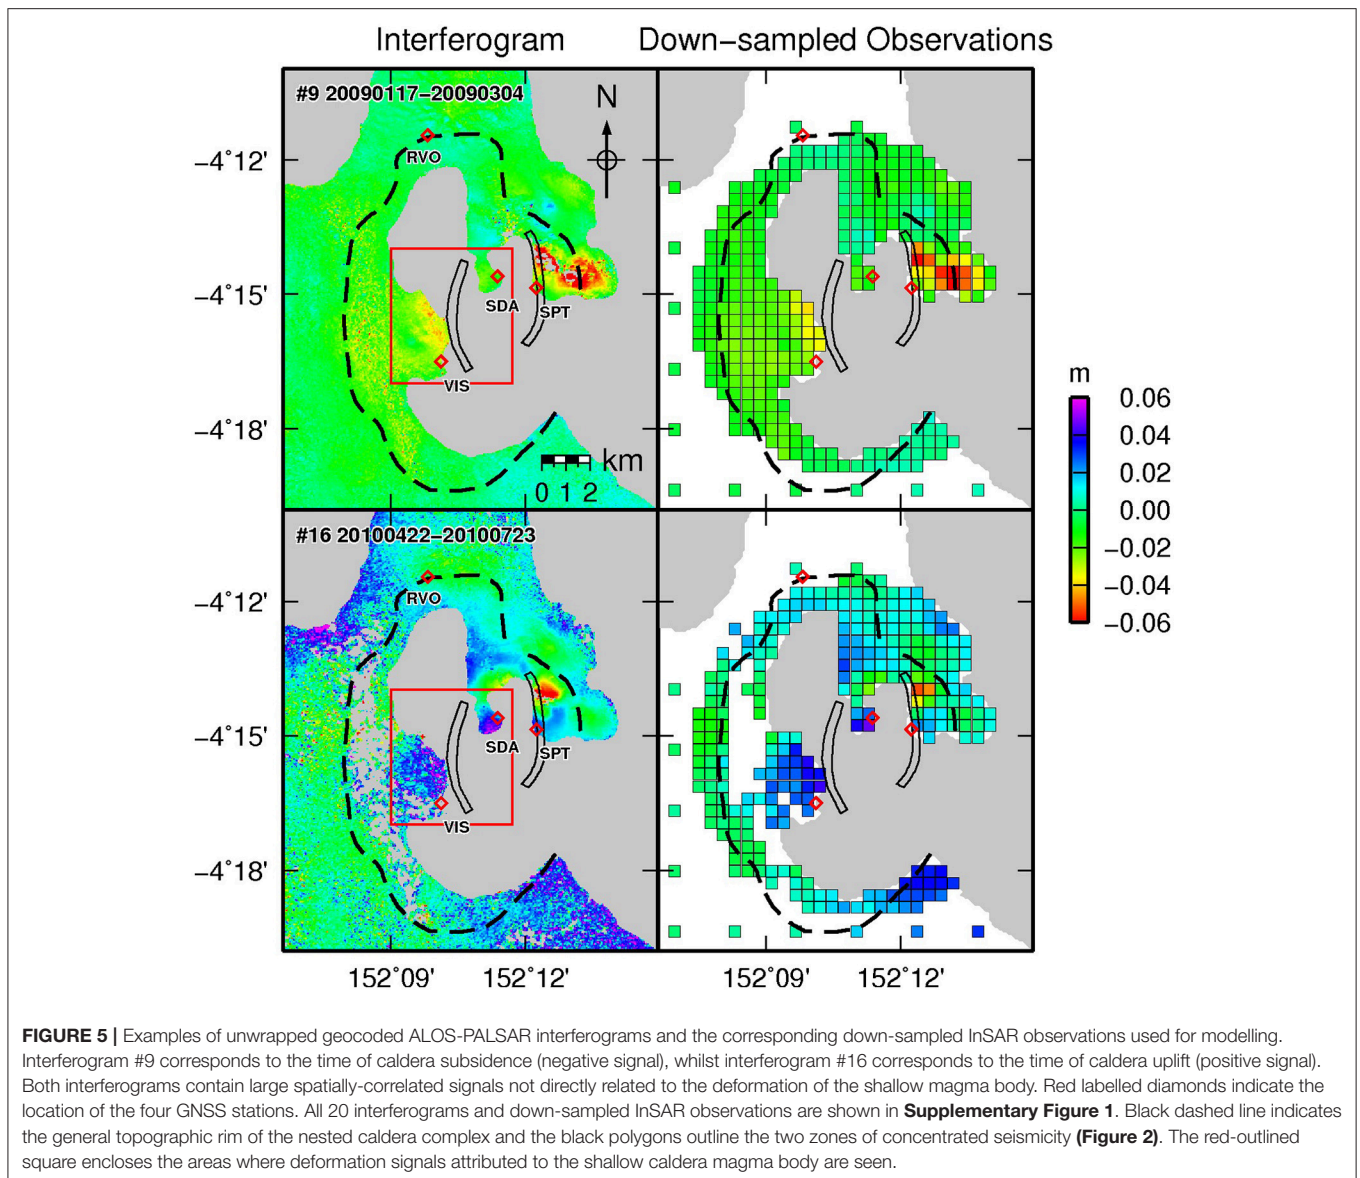 Interferogram Down-sampled Observations
#9 20090117-20090304
N
-4°12'
RVO
-4°15'
SDA SPT
VIS
-4°18'
km
0 1 2
m
0.06
0.04
0.02
0.00
-0.02
-0.04
-0.06
#16 20100422-20100723
-4°12'
RVO
-4°15'
SDA SPT
VIS
-4°18'
152°09' 152°12' 152°09' 152°12'
FIGURE 5 | Examples of unwrapped geocoded ALOS-PALSAR interferograms and the corresponding down-sampled InSAR observations used for modelling.
Interferogram #9 corresponds to the time of caldera subsidence (negative signal), whilst interferogram #16 corresponds to the time of caldera uplift (positive signal).
Both interferograms contain large spatially-correlated signals not directly related to the deformation of the shallow magma body. Red labelled diamonds indicate the
location of the four GNSS stations. All 20 interferograms and down-sampled InSAR observations are shown in Supplementary Figure 1. Black dashed line indicates
the general topographic rim of the nested caldera complex and the black polygons outline the two zones of concentrated seismicity (Figure 2). The red-outlined
square encloses the areas where deformation signals attributed to the shallow caldera magma body are seen.